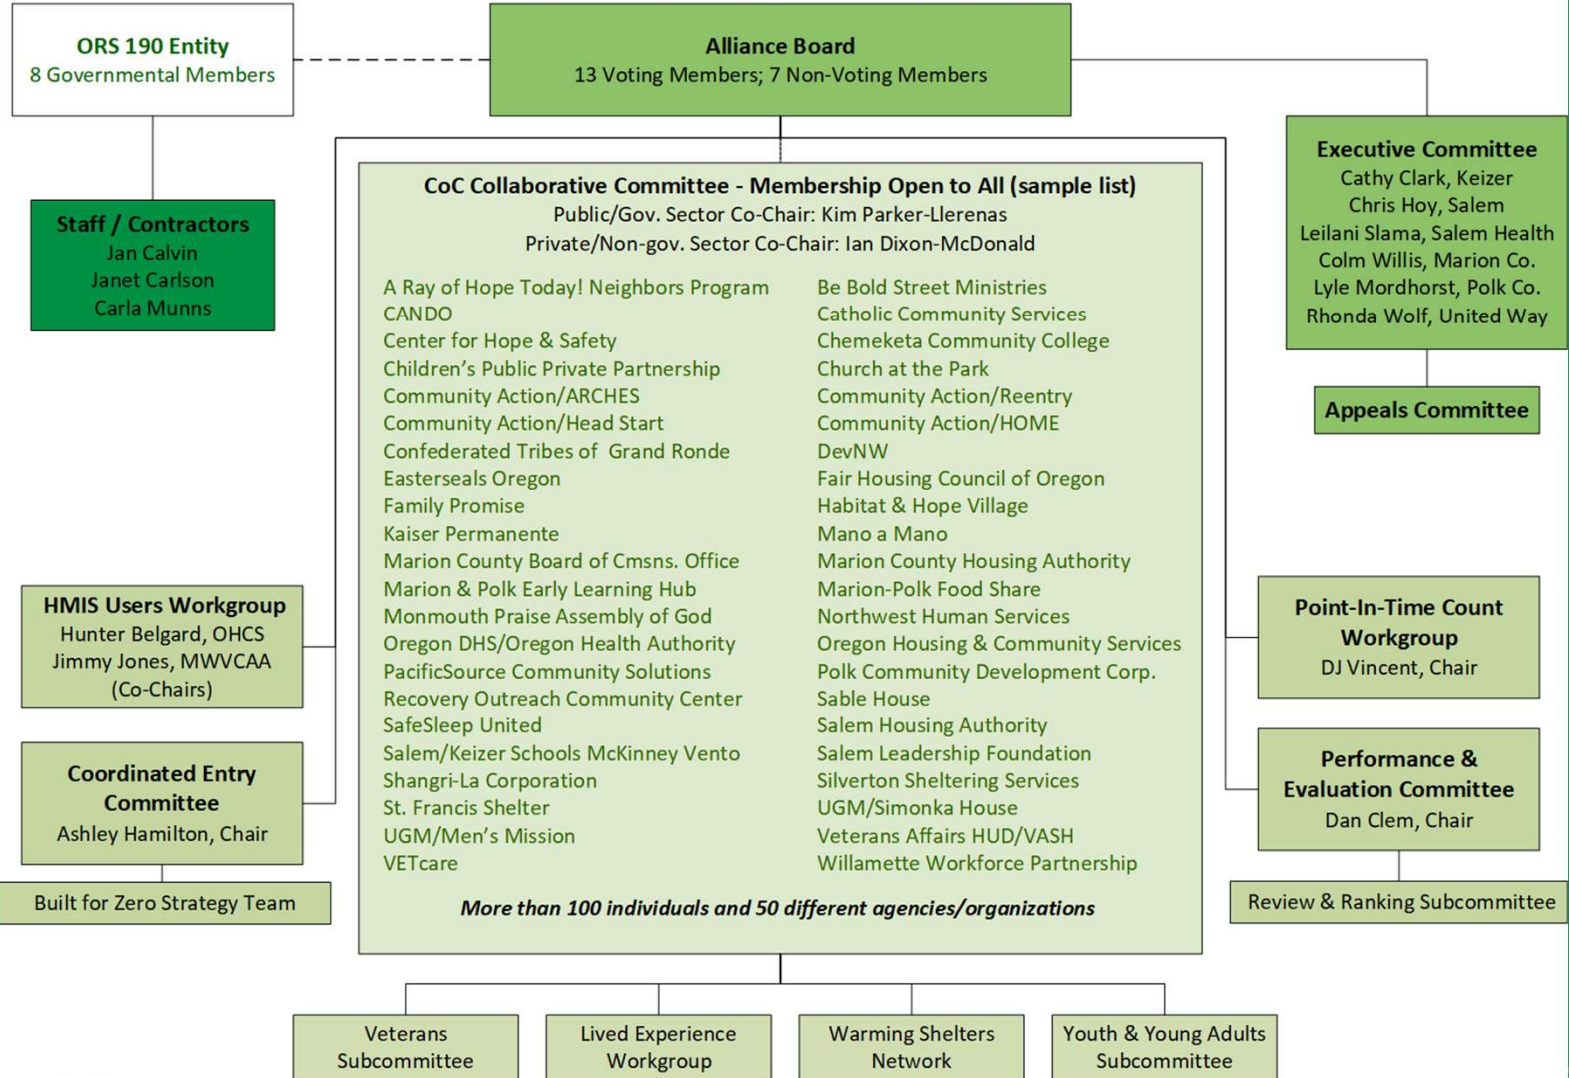 ORS 190 Entity
8 Governmental Members
Alliance Board
13 Voting Members; 7 Non-Voting Members
Staff / Contractors
Jan Calvin
Janet Carlson
Carla Munns
Executive Committee
Cathy Clark, Keizer
Chris Hoy, Salem
Leilani Slama, Salem Health
Colm Willis, Marion Co.
Lyle Mordhorst, Polk Co.
Rhonda Wolf, United Way
Appeals Committee
CoC Collaborative Committee - Membership Open to All (sample list)
Public/Gov. Sector Co-Chair: Kim Parker-Llerenas
Private/Non-gov. Sector Co-Chair: Ian Dixon-McDonald
A Ray of Hope Today! Neighbors Program
CANDO
Center for Hope & Safety
Children’s Public Private Partnership
Community Action/ARCHES
Community Action/Head Start
Confederated Tribes of Grand Ronde
Easterseals Oregon
Family Promise
Kaiser Permanente
Marion County Board of Cmsns. Office
Marion & Polk Early Learning Hub
Monmouth Praise Assembly of God
Oregon DHS/Oregon Health Authority
PacificSource Community Solutions
Recovery Outreach Community Center
SafeSleep United
Salem/Keizer Schools McKinney Vento
Shangri-La Corporation
St. Francis Shelter
UGM/Men’s Mission
VETcare
Be Bold Street Ministries
Catholic Community Services
Chemeketa Community College
Church at the Park
Community Action/Reentry
Community Action/HOME
DevNW
Fair Housing Council of Oregon
Habitat & Hope Village
Mano a Mano
Marion County Housing Authority
Marion-Polk Food Share
Northwest Human Services
Oregon Housing & Community Services
Polk Community Development Corp.
Sable House
Salem Housing Authority
Salem Leadership Foundation
Silverton Sheltering Services
UGM/Simonka House
Veterans Affairs HUD/VASH
Willamette Workforce Partnership
More than 100 individuals and 50 different agencies/organizations
HMIS Users Workgroup
Hunter Belgard, OHCS
Jimmy Jones, MWVCAA
(Co-Chairs)
Coordinated Entry
Committee
Ashley Hamilton, Chair
Built for Zero Strategy Team
Point-In-Time Count
Workgroup
DJ Vincent, Chair
Performance &
Evaluation Committee
Dan Clem, Chair
Review & Ranking Subcommittee
Veterans
Subcommittee
Lived Experience
Workgroup
Warming Shelters
Network
Youth & Young Adults
Subcommittee